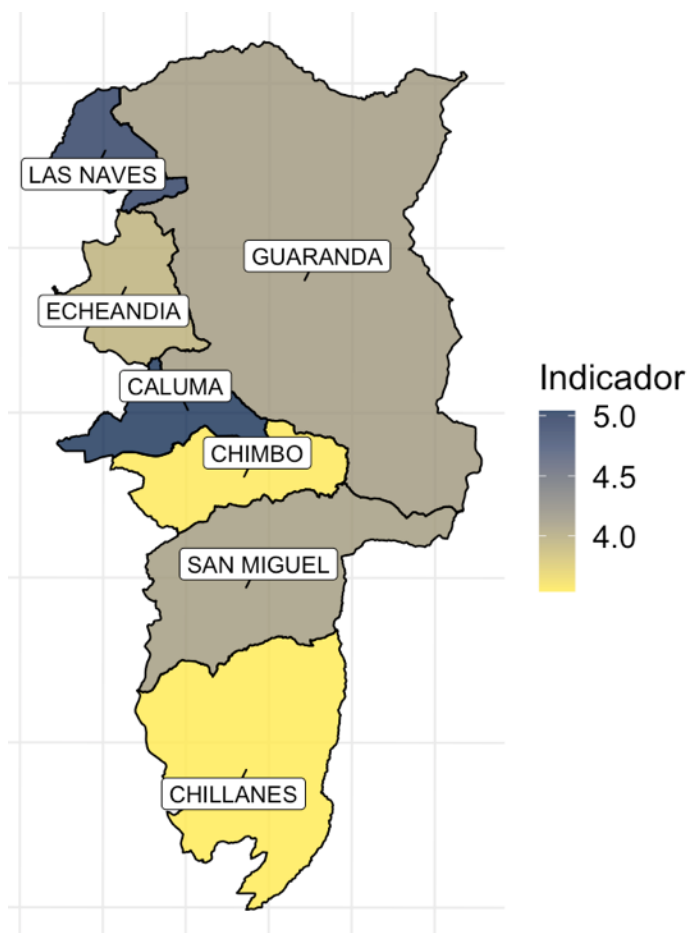 LAS NAVES
GUARANDA
ECHEANDIA
CALUMA
CHIMBO
SAN MIGUEL
CHILLANES
Indicador
5.0
4.5
4.0